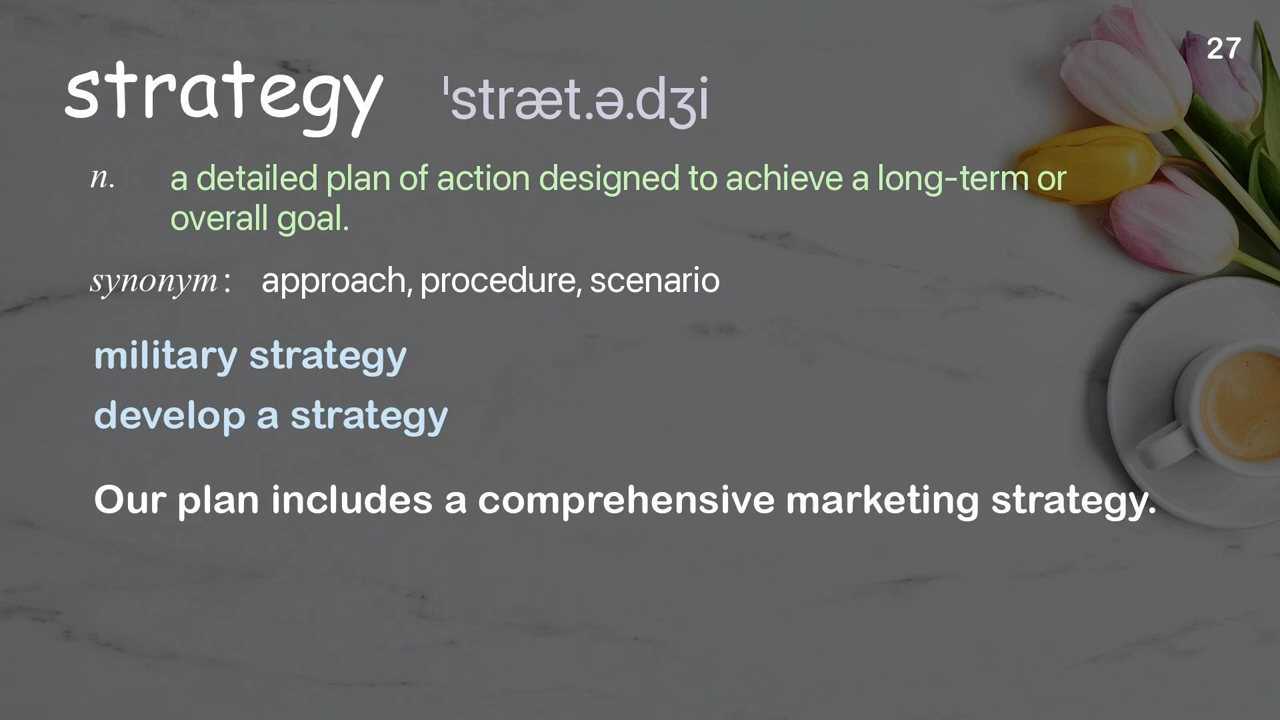 27
strategy ˈstræt.ə.dʒi
n. a detailed plan of action designed to achieve a long-term or
overall goal.
synonym: approach, procedure, scenario
military strategy
develop a strategy
Our plan includes a comprehensive marketing strategy.